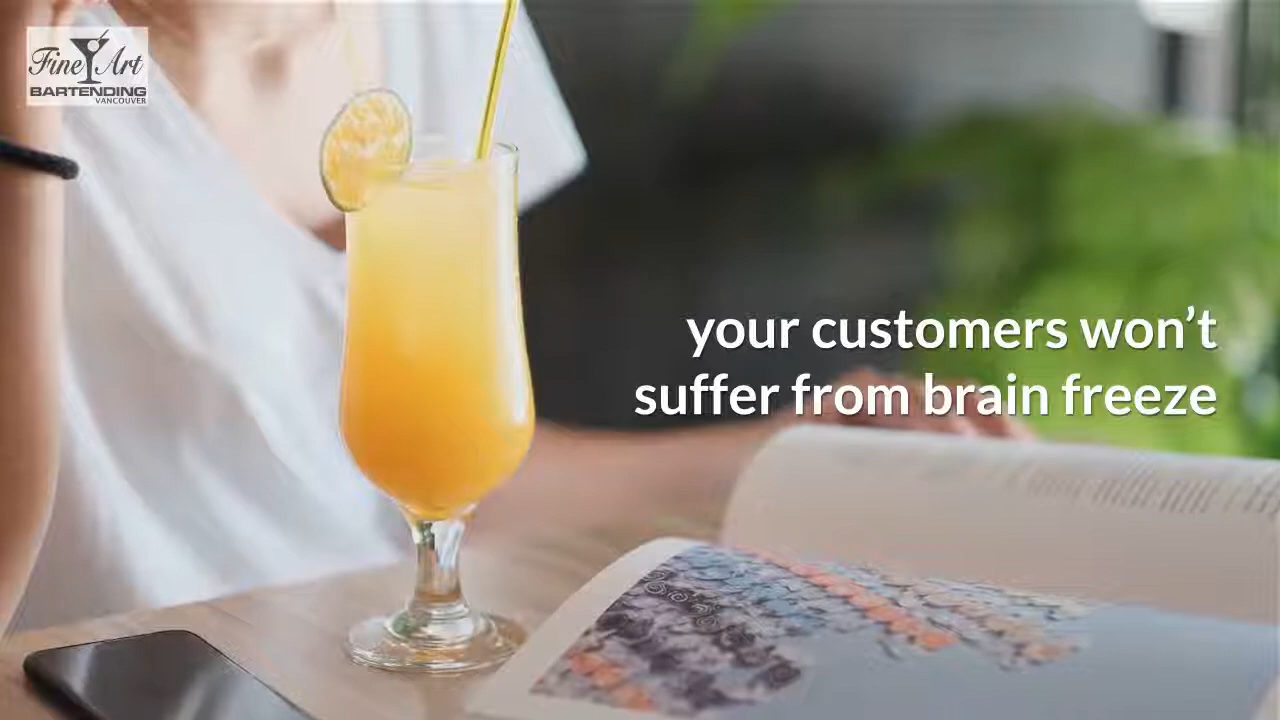 Fine Art
BARTENDING
VANCOUVER
your customers won’t
suffer from brain freeze